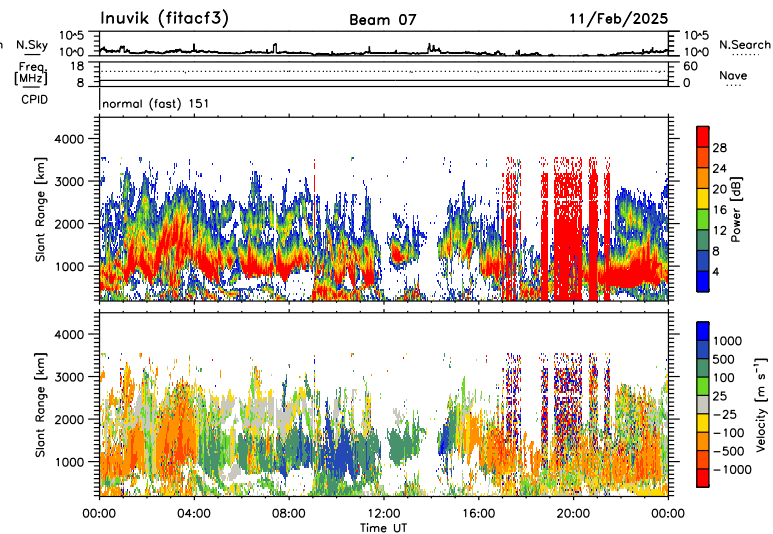 Inuvik (fitacf3) Beam 07 11/Feb/2025
N.Sky 10^5 10^0 10^5 10^0 N.Search
Freq. [MHz] 18 8 60 0 Nave
CPID normal (fast) 151
Slant Range [km] 4000 3000 2000 1000
Power [dB] 28 24 20 16 12 8 4
Slant Range [km] 4000 3000 2000 1000
Velocity [m s⁻¹] 1000 500 100 25 -25 -100 -500 -1000
00:00 04:00 08:00 12:00 16:00 20:00 00:00
Time UT